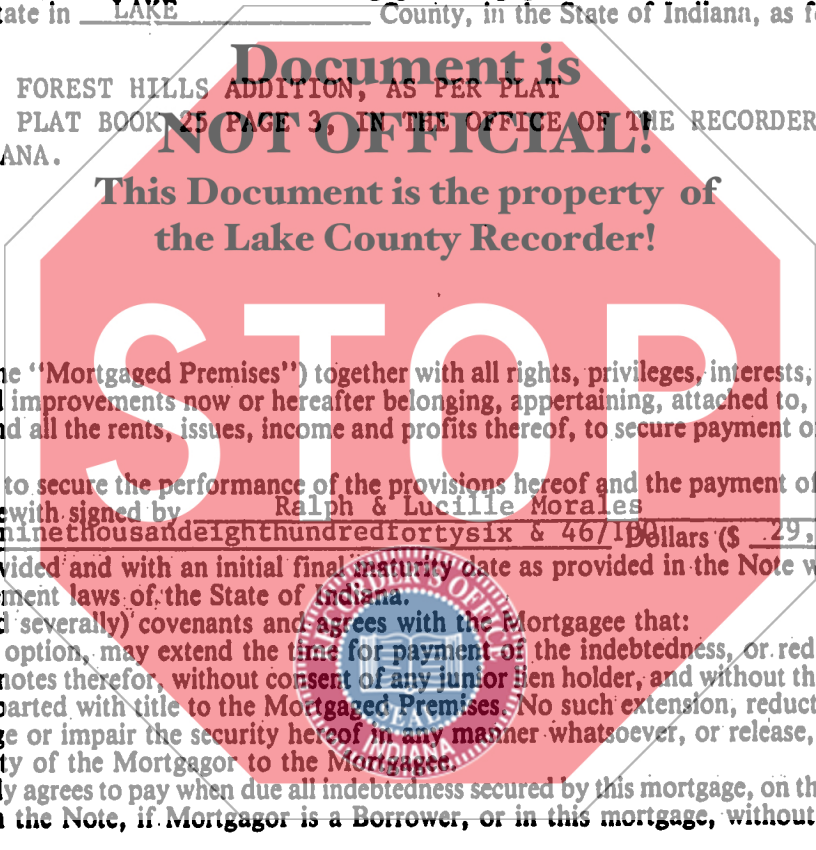 tate in LAKE County, in the State of Indiana, as fo
Document is
FOREST HILLS ADDITION, AS PER PLAT
PLAT BOOK 25 PAGE 3, IN THE OFFICE OF THE RECORDER
NOT OFFICIAL!
ANA.
This Document is the property of
the Lake County Recorder!
STOP
he "Mortgaged Premises") together with all rights, privileges, interests,
d improvements now or hereafter belonging, appertaining, attached to,
nd all the rents, issues, income and profits thereof, to secure payment o
to secure the performance of the provisions hereof and the payment of
ewith signed by Ralph & Lucille Morales
ninethousandeighthundredfortysix & 46/100 Dollars ($ 29,
vided and with an initial final maturity date as provided in the Note w
ment laws of the State of Indiana.
d severally) covenants and agrees with the Mortgagee that:
option, may extend the time for payment of the indebtedness, or red
notes therefor, without consent of any junior lien holder, and without th
parted with title to the Mortgaged Premises. No such extension, reduct
ge or impair the security hereof in any manner whatsoever, or release,
ty of the Mortgagor to the Mortgagee.
ly agrees to pay when due all indebtedness secured by this mortgage, on th
n the Note, if Mortgagor is a Borrower, or in this mortgage, without
RECORDER'S OFFICE
SEAL
INDIANA